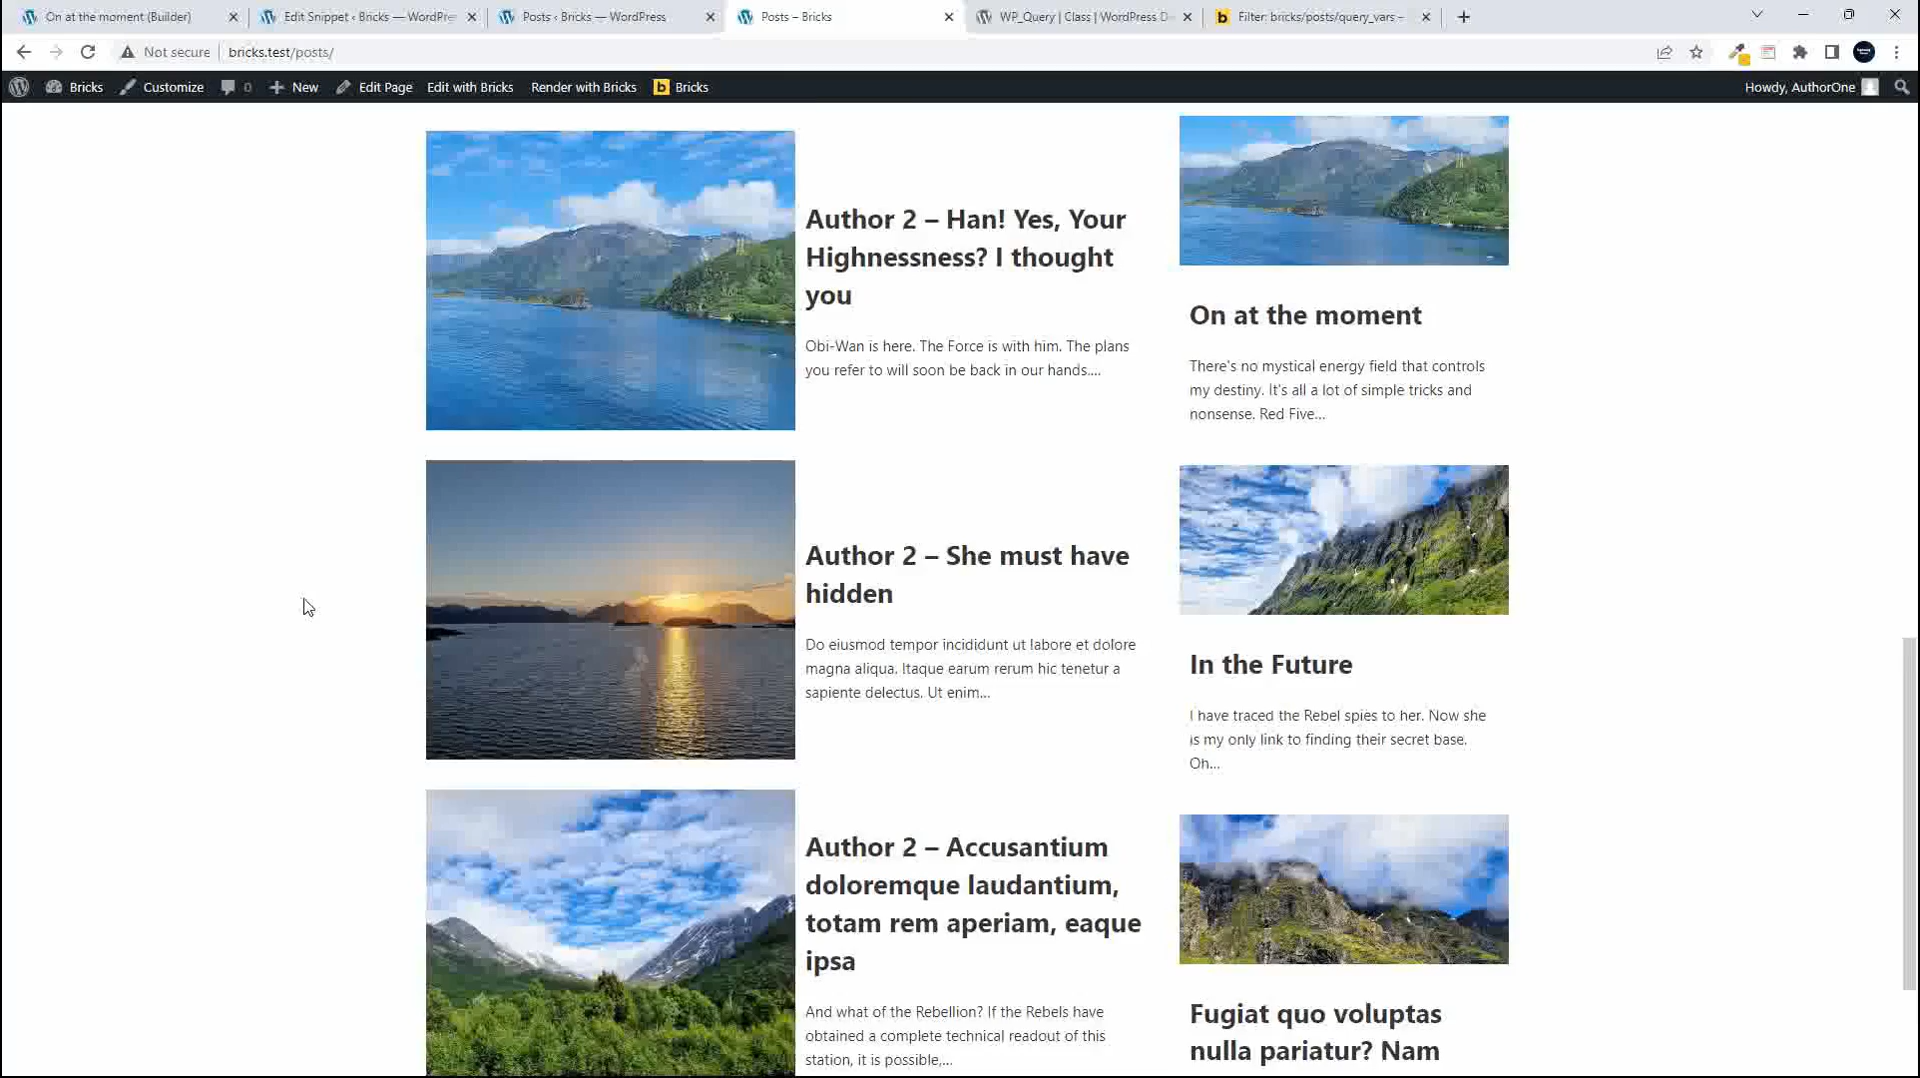 On at the moment (Builder)
Edit Snippet ‹ Bricks — WordPre
Posts ‹ Bricks — WordPress
Posts – Bricks
WP_Query | Class | WordPress D
Filter: bricks/posts/query_vars –
Not secure
bricks.test/posts/
Bricks
Customize
0
New
Edit Page
Edit with Bricks
Render with Bricks
b Bricks
Howdy, AuthorOne
Author 2 – Han! Yes, Your
Highnessness? I thought
you
Obi-Wan is here. The Force is with him. The plans
you refer to will soon be back in our hands....
Author 2 – She must have
hidden
Do eiusmod tempor incididunt ut labore et dolore
magna aliqua. Itaque earum rerum hic tenetur a
sapiente delectus. Ut enim...
Author 2 – Accusantium
doloremque laudantium,
totam rem aperiam, eaque
ipsa
And what of the Rebellion? If the Rebels have
obtained a complete technical readout of this
station, it is possible,...
On at the moment
There's no mystical energy field that controls
my destiny. It's all a lot of simple tricks and
nonsense. Red Five...
In the Future
I have traced the Rebel spies to her. Now she
is my only link to finding their secret base.
Oh...
Fugiat quo voluptas
nulla pariatur? Nam